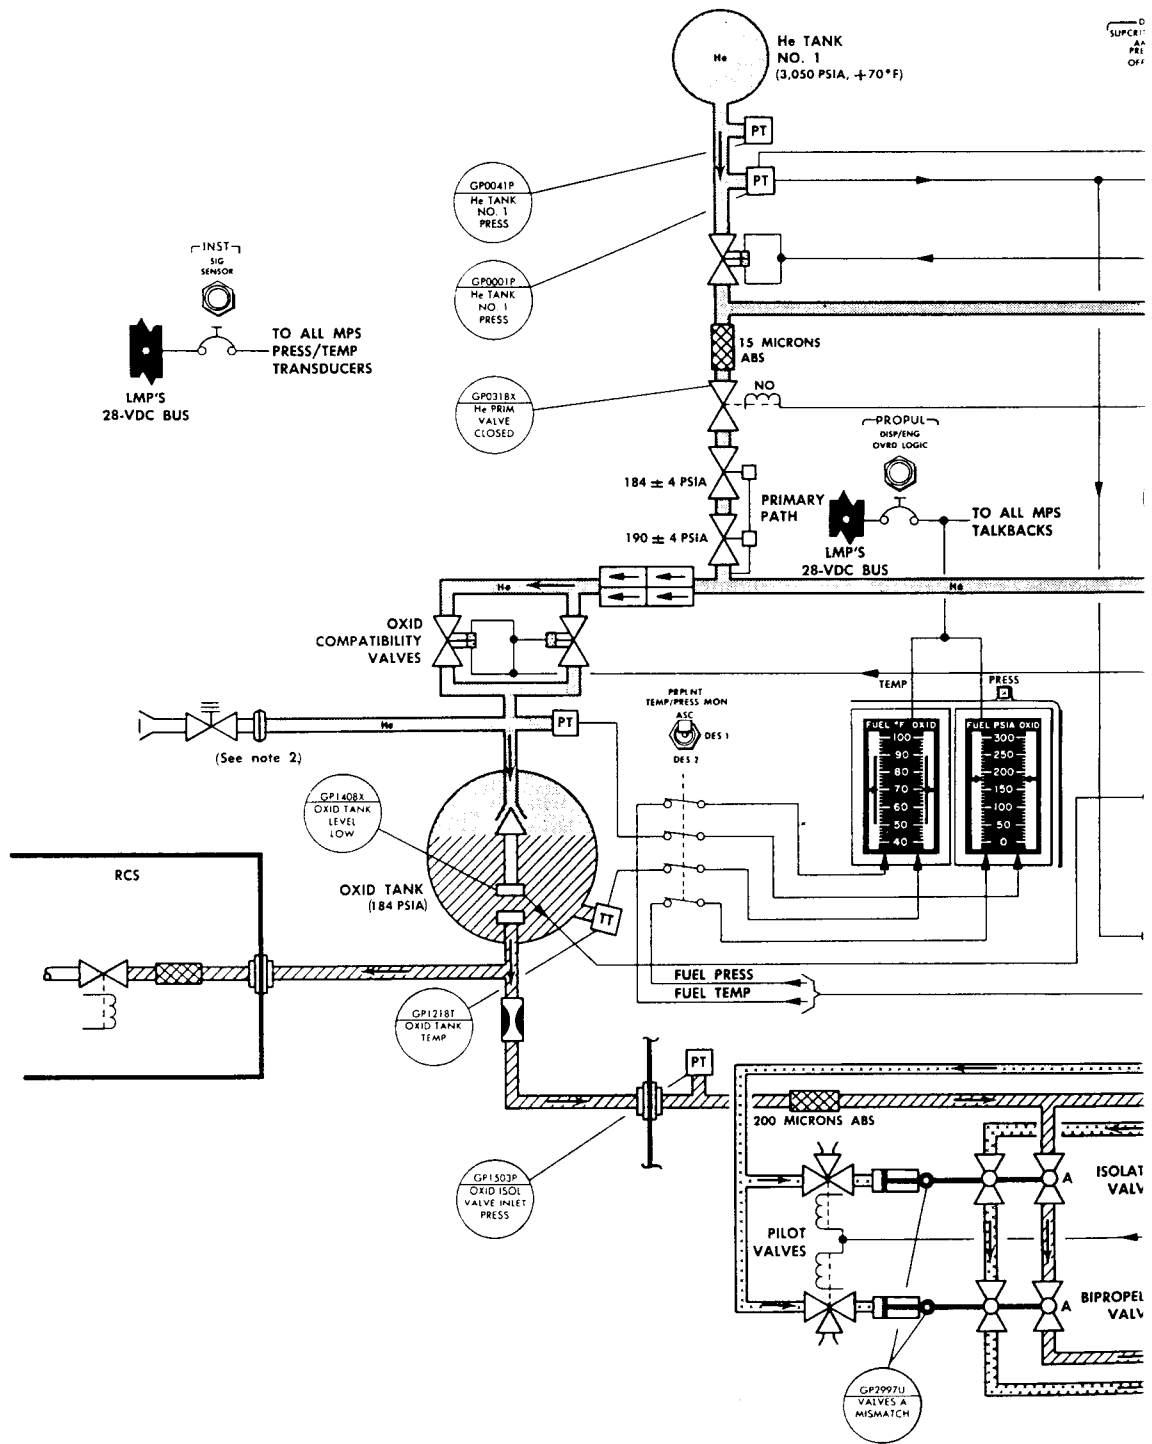 He TANK
NO. 1
(3,050 PSIA, +70°F)
He
SUPCRI
PRE
OFF
PT
PT
GP0041P
He TANK
NO. 1
PRESS
GP0001P
He TANK
NO. 1
PRESS
INST
SIG
SENSOR
TO ALL MPS
PRESS/TEMP
TRANSDUCERS
LMP'S
28-VDC BUS
15 MICRONS
ABS
GP0318X
He PRIM
VALVE
CLOSED
NO
PROPUL
DISP/ENG
OVRD LOGIC
184 ± 4 PSIA
PRIMARY
PATH
190 ± 4 PSIA
TO ALL MPS
TALKBACKS
LMP'S
28-VDC BUS
He
He
OXID
COMPATIBILITY
VALVES
TEMP
PRESS
PRPLNT
TEMP/PRESS MON
ASC
DES 1
DES 2
He
PT
(See note 2)
FUEL °F OXID
100
90
80
70
60
50
40
FUEL PSIA OXID
300
250
200
150
100
50
0
GP1408X
OXID TANK
LEVEL
LOW
RCS
OXID TANK
(184 PSIA)
TT
FUEL PRESS
FUEL TEMP
GP1218T
OXID TANK
TEMP
PT
200 MICRONS ABS
GP1503P
OXID ISOL
VALVE INLET
PRESS
A
ISOLAT
VALV
PILOT
VALVES
A
BIPROPEL
VALV
GP2997U
VALVES A
MISMATCH